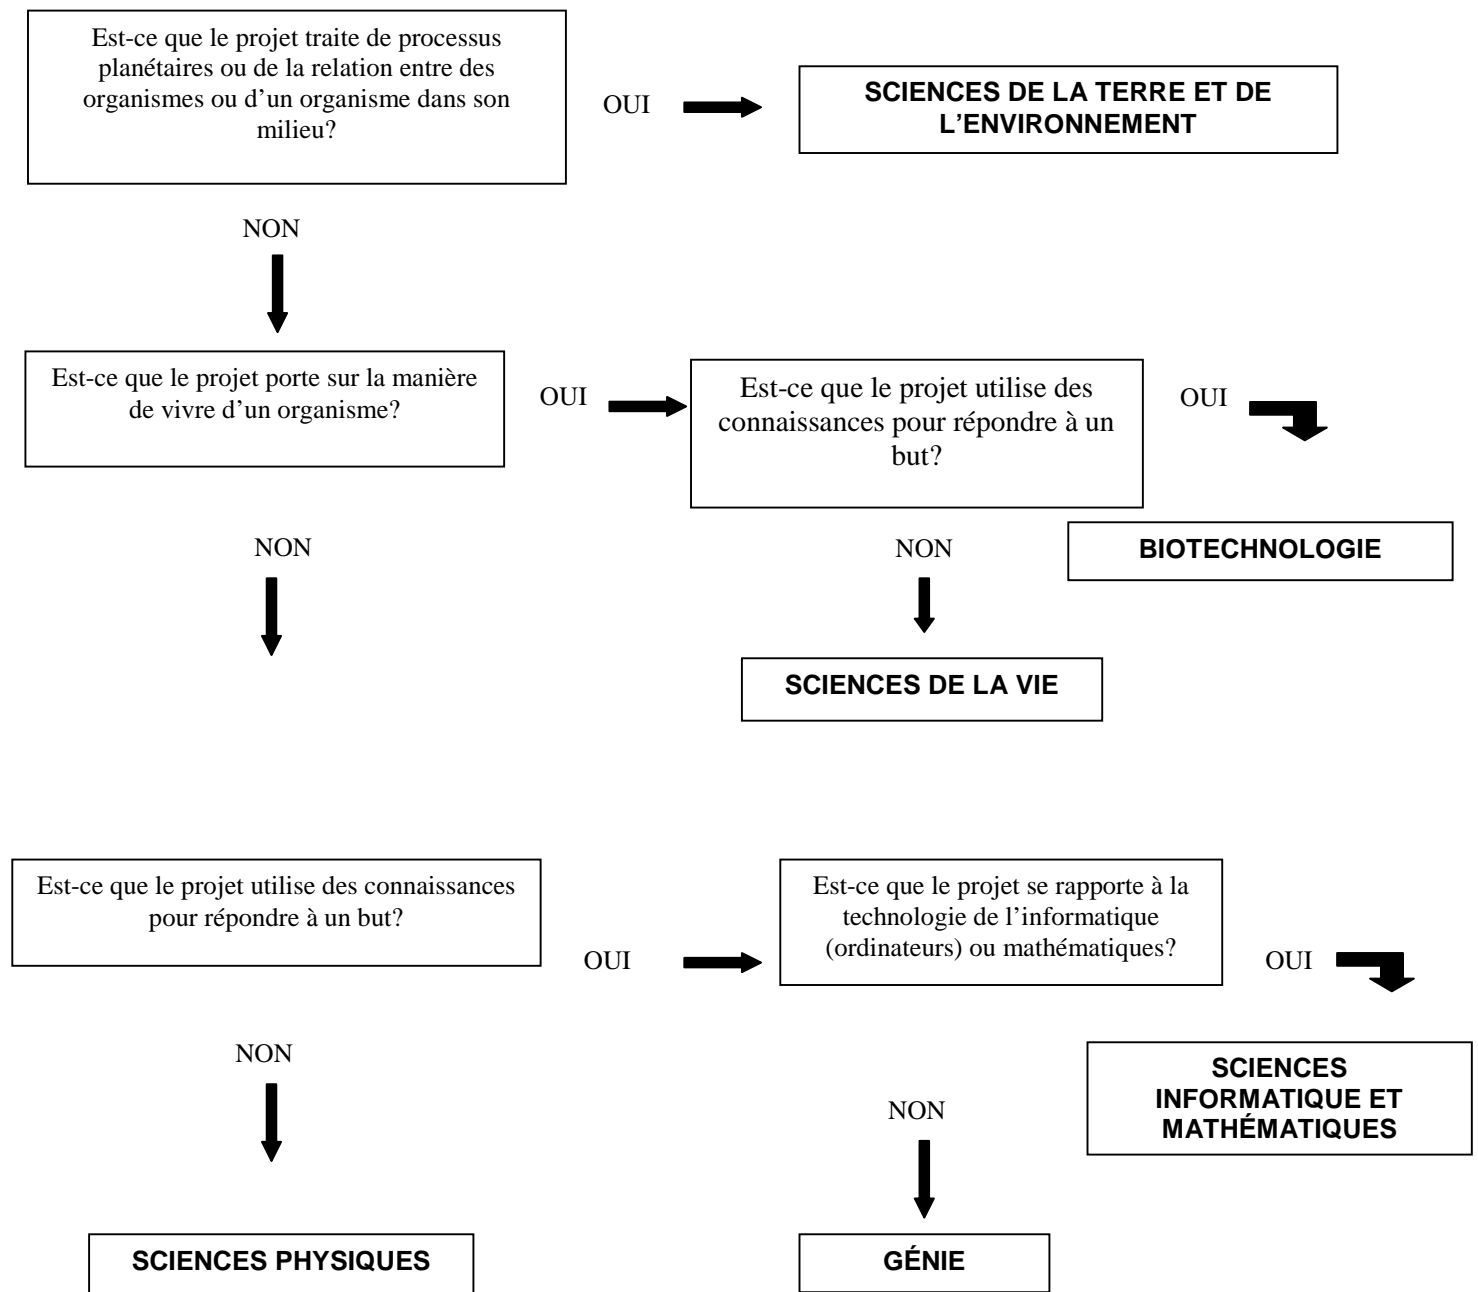 Est-ce que le projet traite de processus
planétaires ou de la relation entre des
organismes ou d’un organisme dans son
milieu?
OUI
SCIENCES DE LA TERRE ET DE
L’ENVIRONNEMENT
NON
Est-ce que le projet porte sur la manière
de vivre d’un organisme?
OUI
Est-ce que le projet utilise des
connaissances pour répondre à un
but?
OUI
NON
NON
BIOTECHNOLOGIE
SCIENCES DE LA VIE
Est-ce que le projet utilise des connaissances
pour répondre à un but?
OUI
Est-ce que le projet se rapporte à la
technologie de l’informatique
(ordinateurs) ou mathématiques?
OUI
NON
SCIENCES
INFORMATIQUE ET
MATHÉMATIQUES
NON
SCIENCES PHYSIQUES
GÉNIE